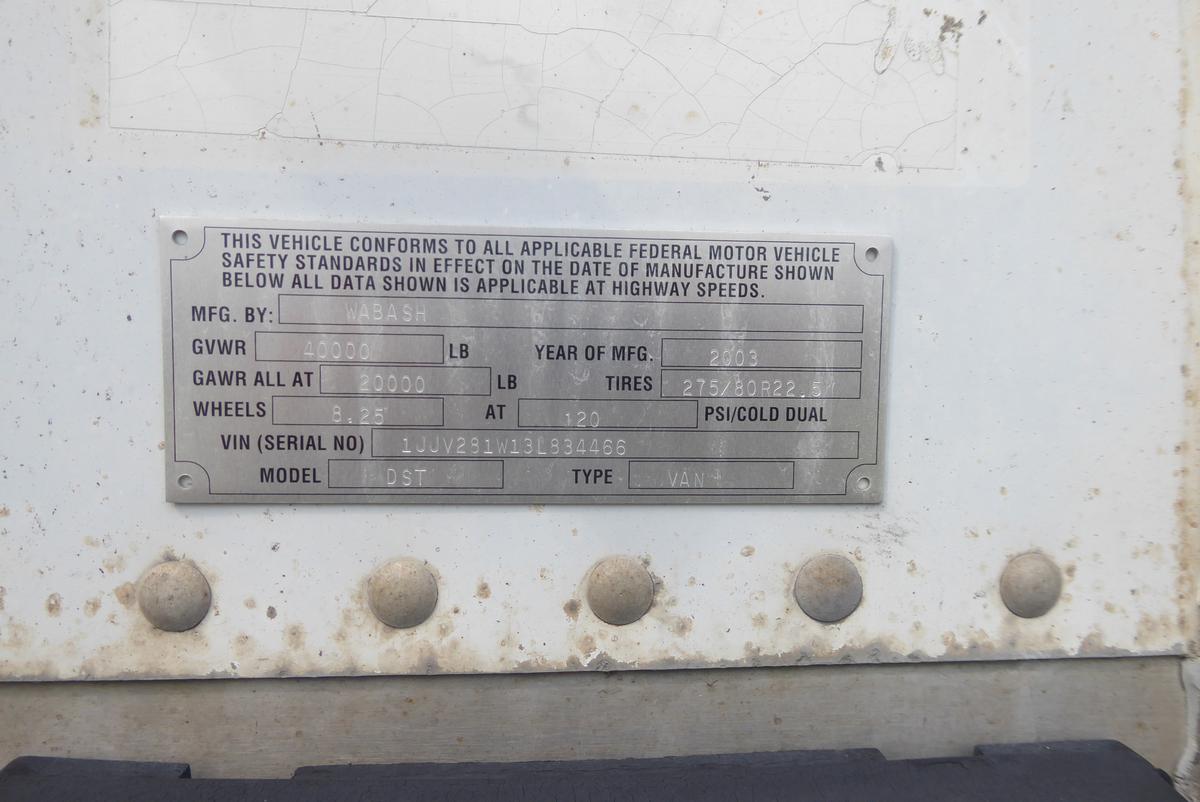 THIS VEHICLE CONFORMS TO ALL APPLICABLE FEDERAL MOTOR VEHICLE
SAFETY STANDARDS IN EFFECT ON THE DATE OF MANUFACTURE SHOWN
BELOW ALL DATA SHOWN IS APPLICABLE AT HIGHWAY SPEEDS.
MFG. BY: WABASH
GVWR 40000 LB YEAR OF MFG. 2003
GAWR ALL AT 20000 LB TIRES 275/80R22.5
WHEELS 8.25 AT 120 PSI/COLD DUAL
VIN (SERIAL NO) 1JJV281W13L834466
MODEL DST TYPE VAN